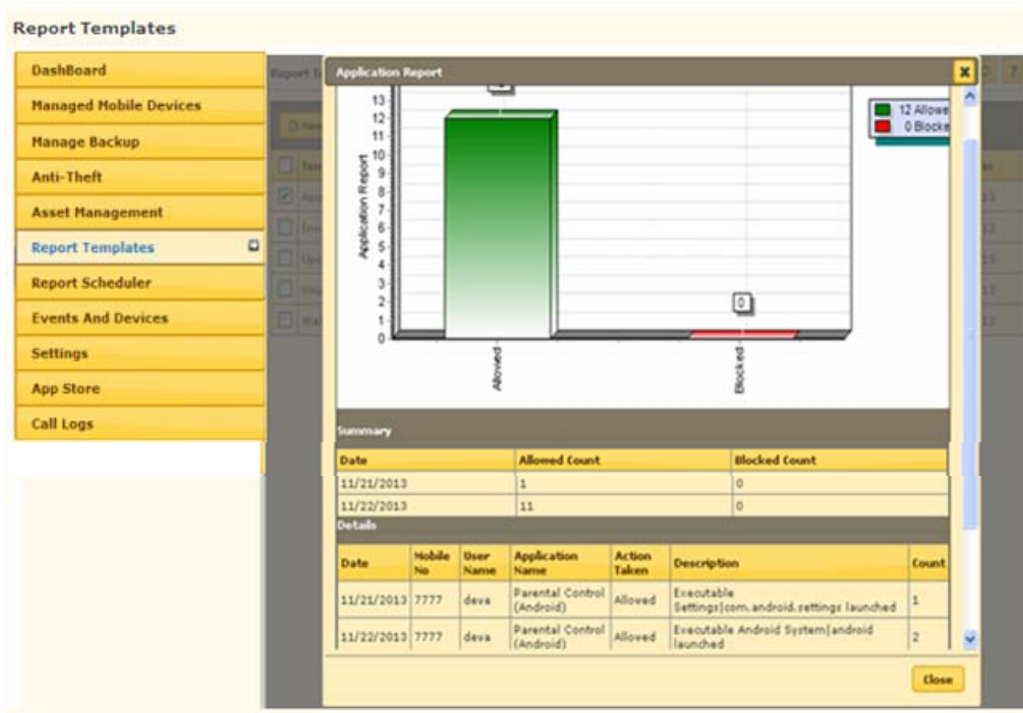 Report Templates
DashBoard
Managed Mobile Devices
Manage Backup
Anti-Theft
Asset Management
Report Templates
Report Scheduler
Events And Devices
Settings
App Store
Call Logs
Application Report
x
?
13
12
11
10
9
8
7
6
5
4
3
2
1
0
Application Report
0
Allowed
Blocked
12 Allowe
0 Blocke
Summary
Date Allowed Count Blocked Count
11/21/2013 1 0
11/22/2013 11 0
Details
Date Mobile No User Name Application Name Action Taken Description Count
11/21/2013 7777 deva Parental Control (Android) Allowed Executable Settings|com.android.settings launched 1
11/22/2013 7777 deva Parental Control (Android) Allowed Executable Android System|android launched 2
Close